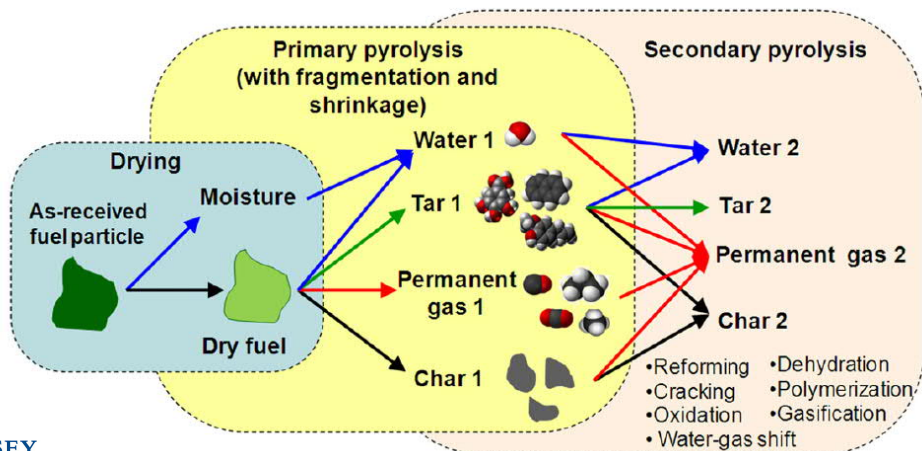 Primary pyrolysis
(with fragmentation and
shrinkage)
Secondary pyrolysis
Drying
As-received
fuel particle
Moisture
Dry fuel
Water 1
Tar 1
Permanent
gas 1
Char 1
Water 2
Tar 2
Permanent gas 2
Char 2
•Reforming
•Cracking
•Oxidation
•Water-gas shift
•Dehydration
•Polymerization
•Gasification